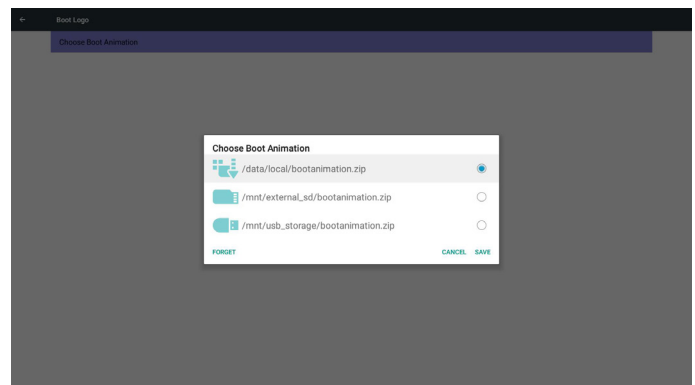 Boot Logo
Choose Boot Animation
Choose Boot Animation
/data/local/bootanimation.zip
/mnt/external_sd/bootanimation.zip
/mnt/usb_storage/bootanimation.zip
FORGET CANCEL SAVE